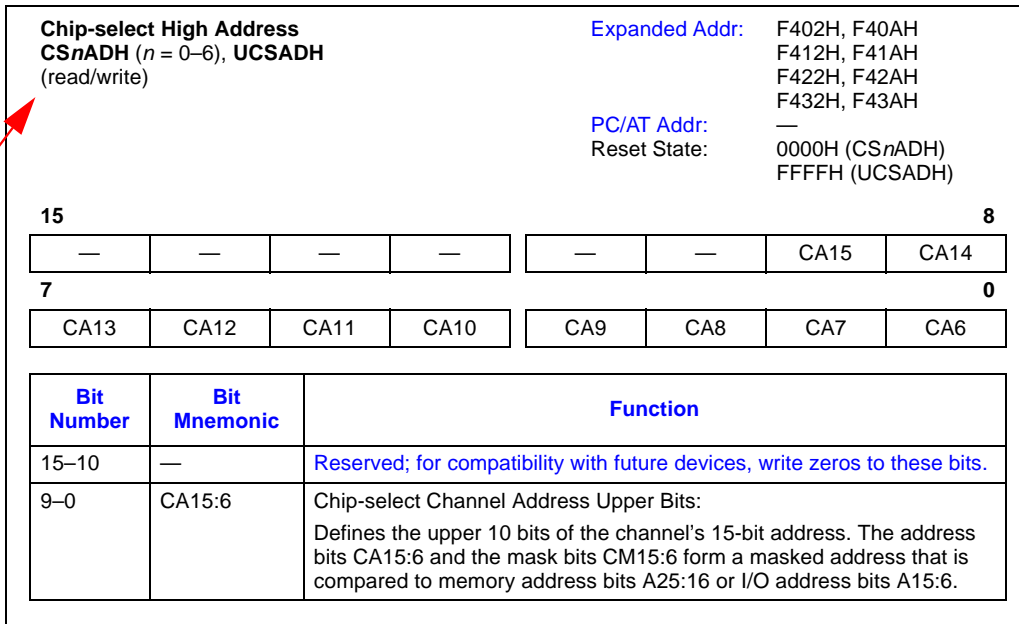 Chip-select High Address
CSnADH (n = 0–6), UCSADH
(read/write)
Expanded Addr: F402H, F40AH
F412H, F41AH
F422H, F42AH
F432H, F43AH
PC/AT Addr: —
Reset State: 0000H (CSnADH)
FFFFH (UCSADH)
15 8
— — — — — — CA15 CA14
7 0
CA13 CA12 CA11 CA10 CA9 CA8 CA7 CA6
Bit Number Bit Mnemonic Function
15–10 — Reserved; for compatibility with future devices, write zeros to these bits.
9–0 CA15:6 Chip-select Channel Address Upper Bits:
Defines the upper 10 bits of the channel's 15-bit address. The address
bits CA15:6 and the mask bits CM15:6 form a masked address that is
compared to memory address bits A25:16 or I/O address bits A15:6.